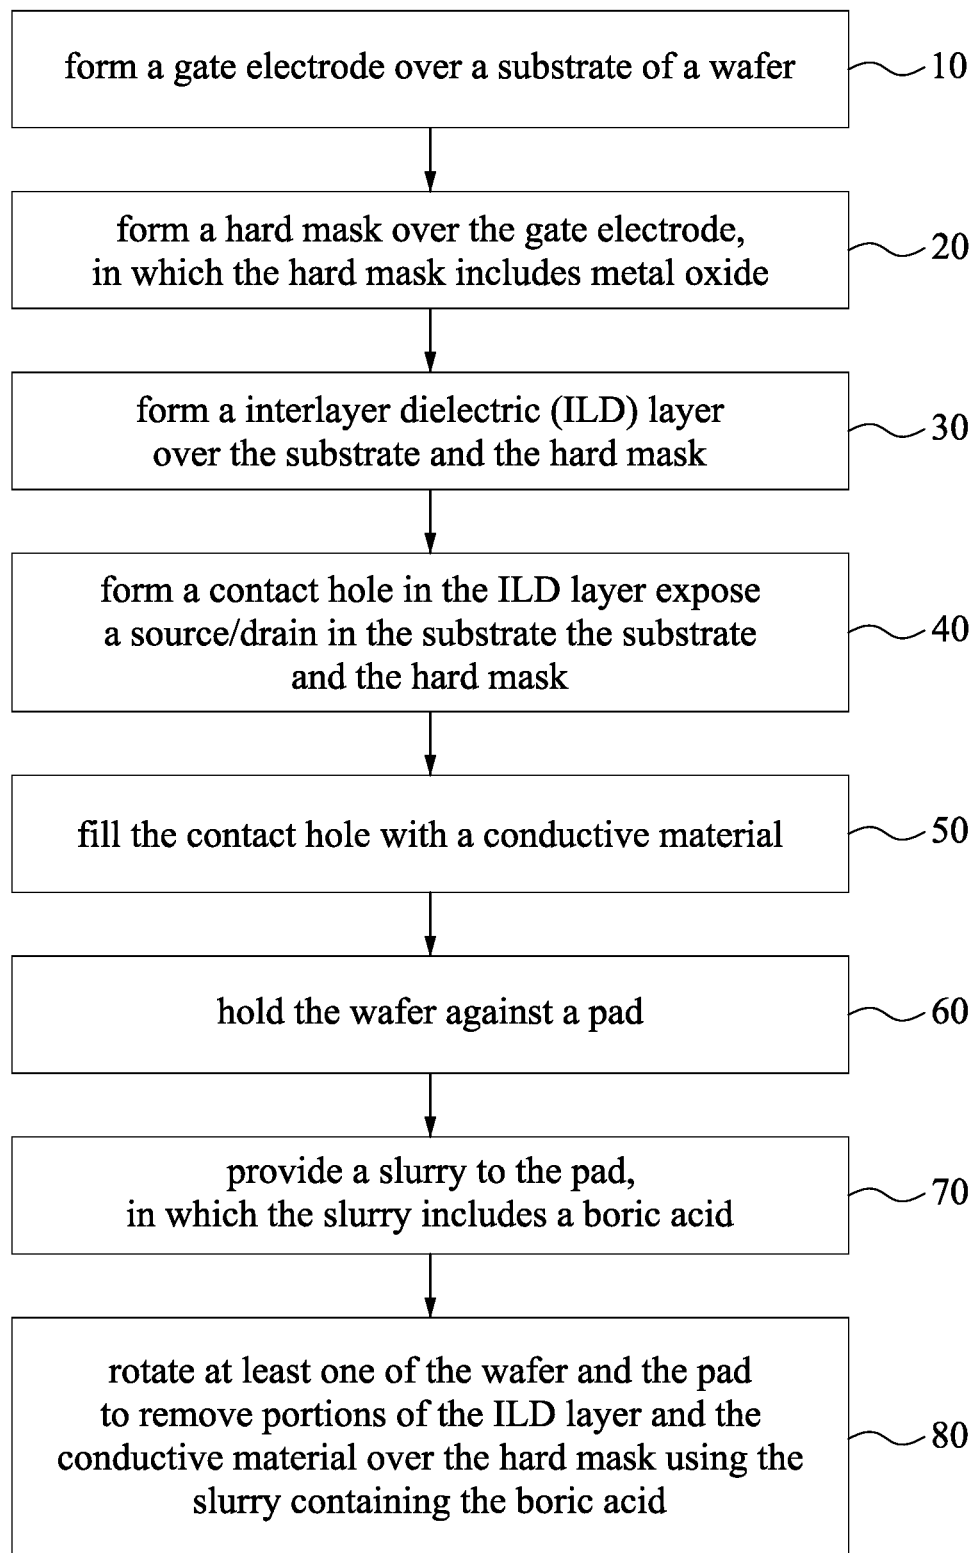 form a gate electrode over a substrate of a wafer
10
form a hard mask over the gate electrode,
in which the hard mask includes metal oxide
20
form a interlayer dielectric (ILD) layer
over the substrate and the hard mask
30
form a contact hole in the ILD layer expose
a source/drain in the substrate the substrate
and the hard mask
40
fill the contact hole with a conductive material
50
hold the wafer against a pad
60
provide a slurry to the pad,
in which the slurry includes a boric acid
70
rotate at least one of the wafer and the pad
to remove portions of the ILD layer and the
conductive material over the hard mask using the
slurry containing the boric acid
80